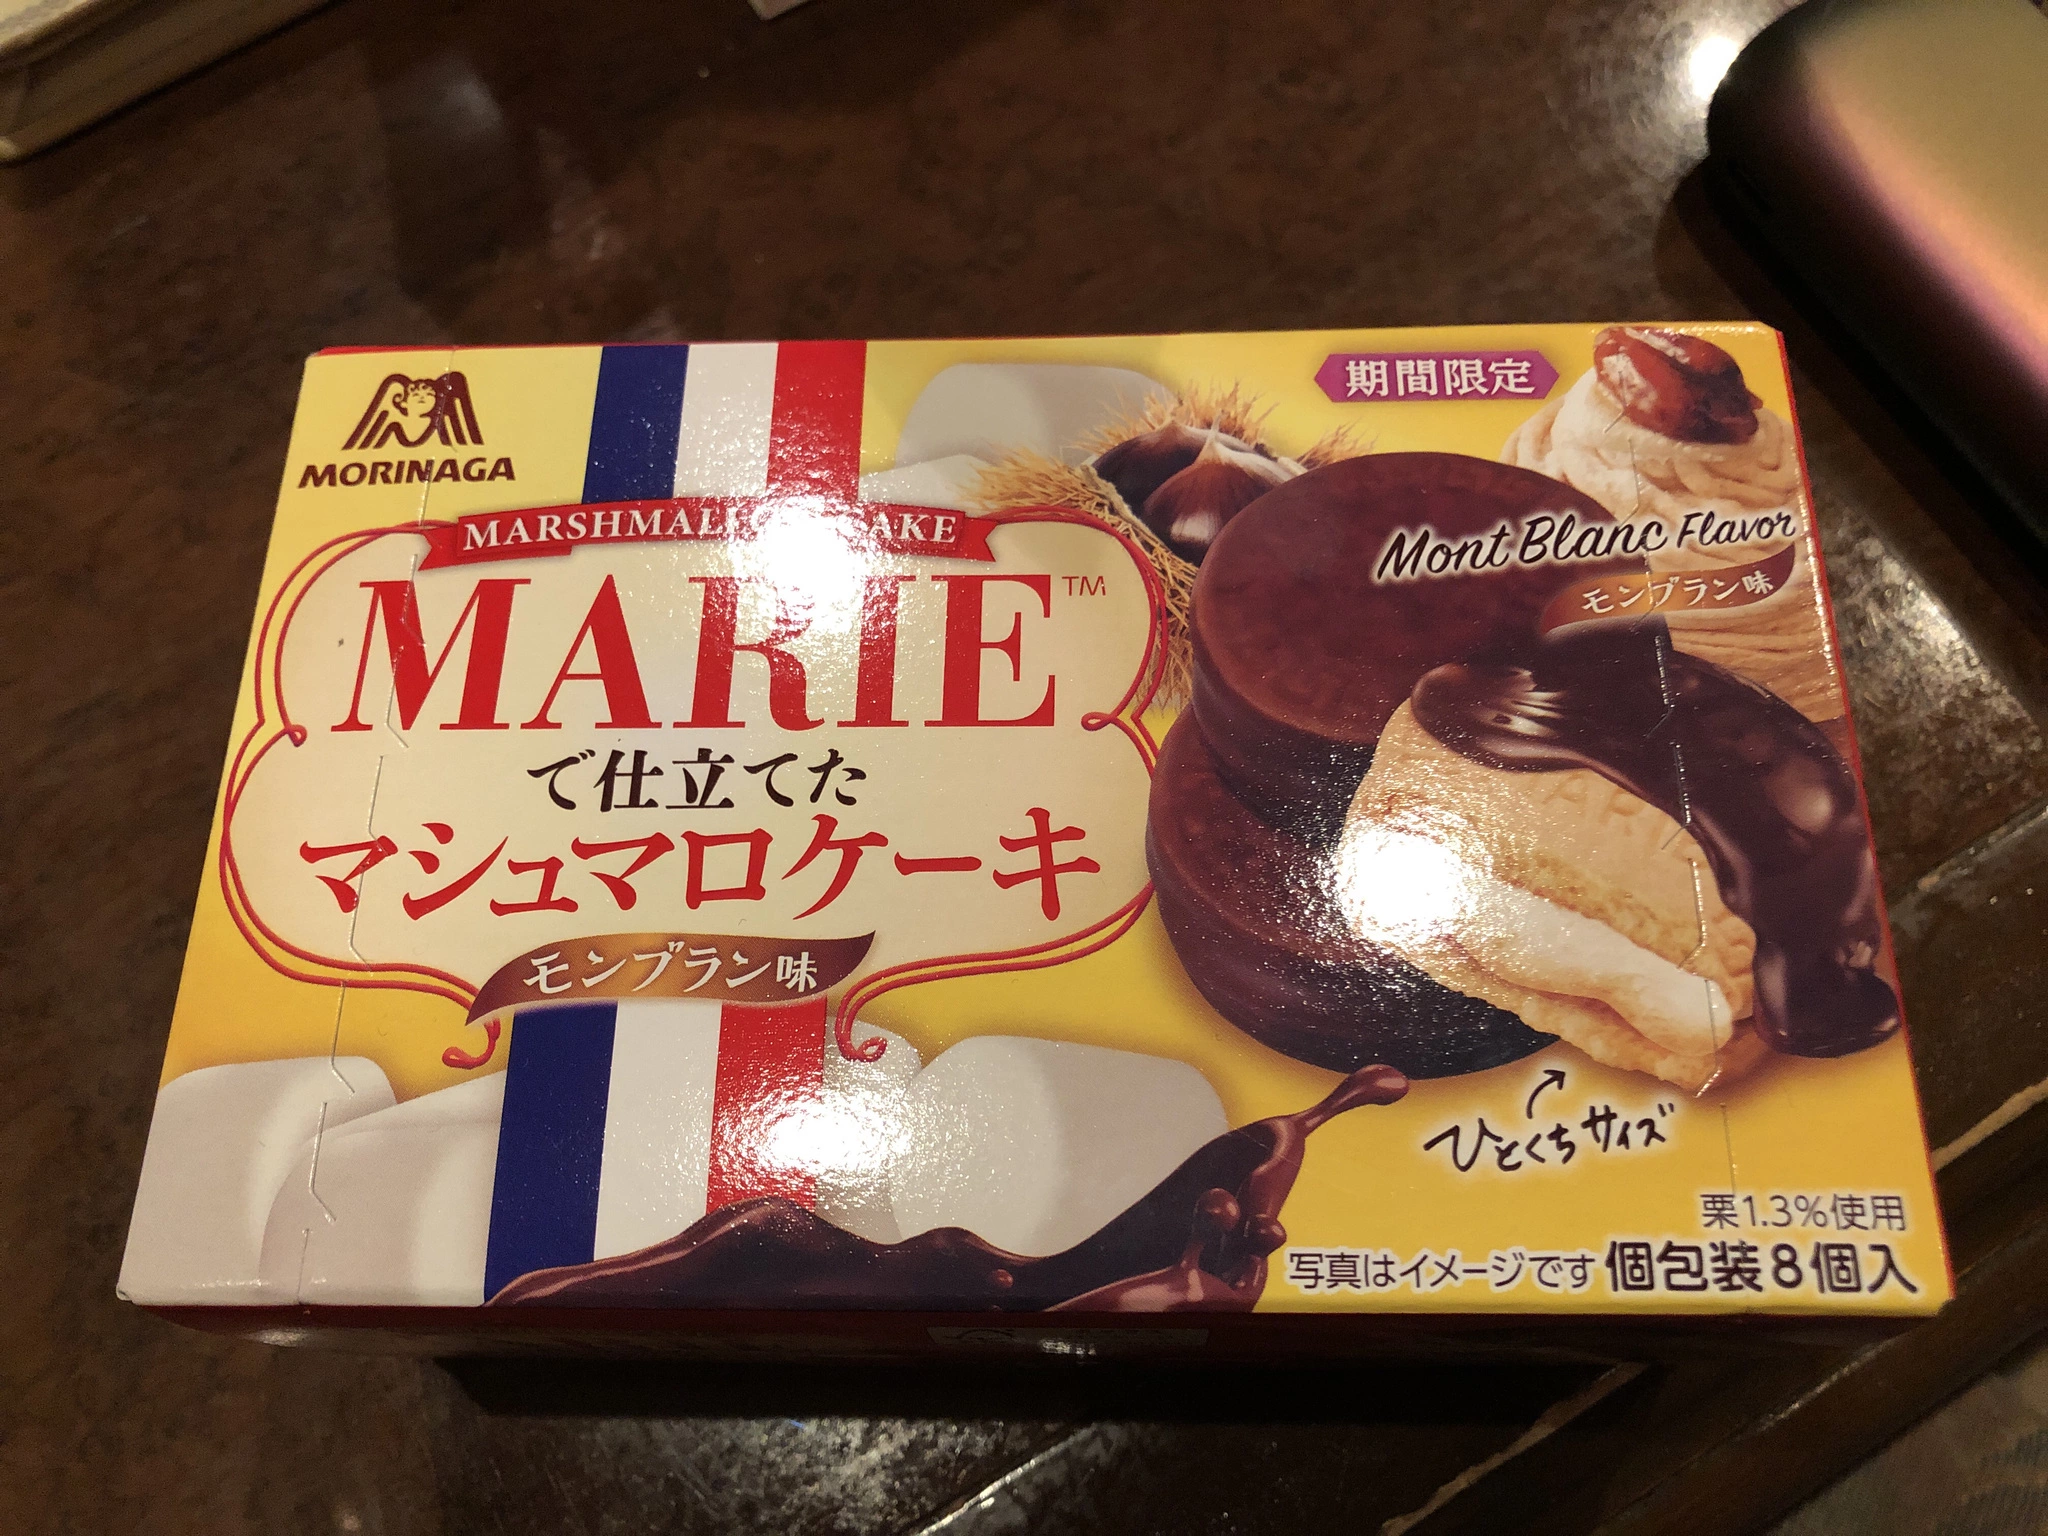 MORINAGA
期間限定
MARSHMALL AKE
MARIE™
で仕立てた
マシュマロケーキ
モンブラン味
Mont Blanc Flavor
モンブラン味
ひとくちサイズ
栗1.3%使用
写真はイメージです 個包装8個入